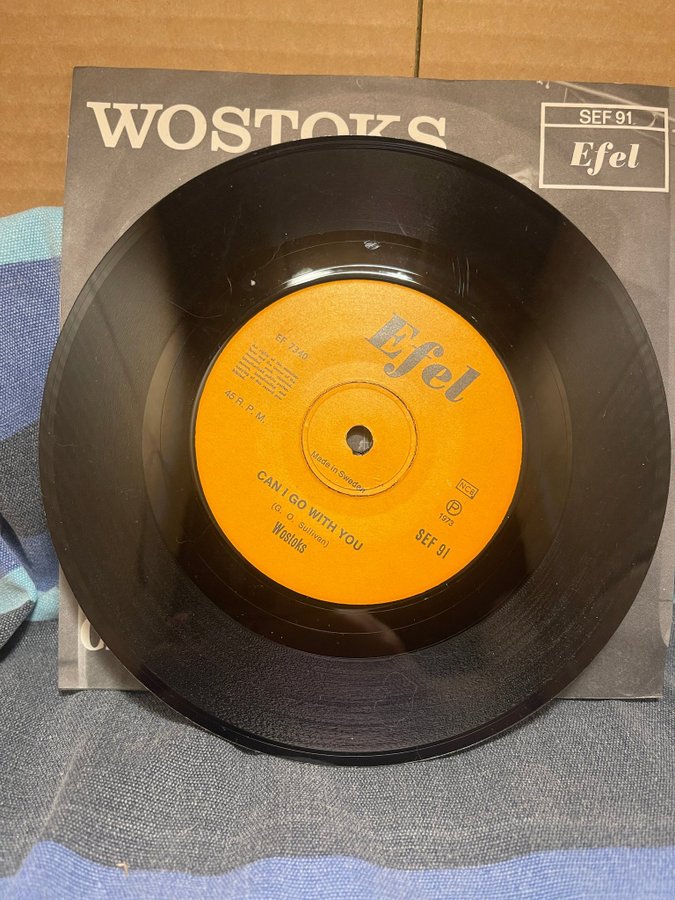 WOSTOKS
SEF 91
Efel
Efel
EF 7340
45 R. P. M.
Made in Sweden
NCB
P
1973
CAN I GO WITH YOU
(G. O. Sullivan)
Wostoks
SEF 91